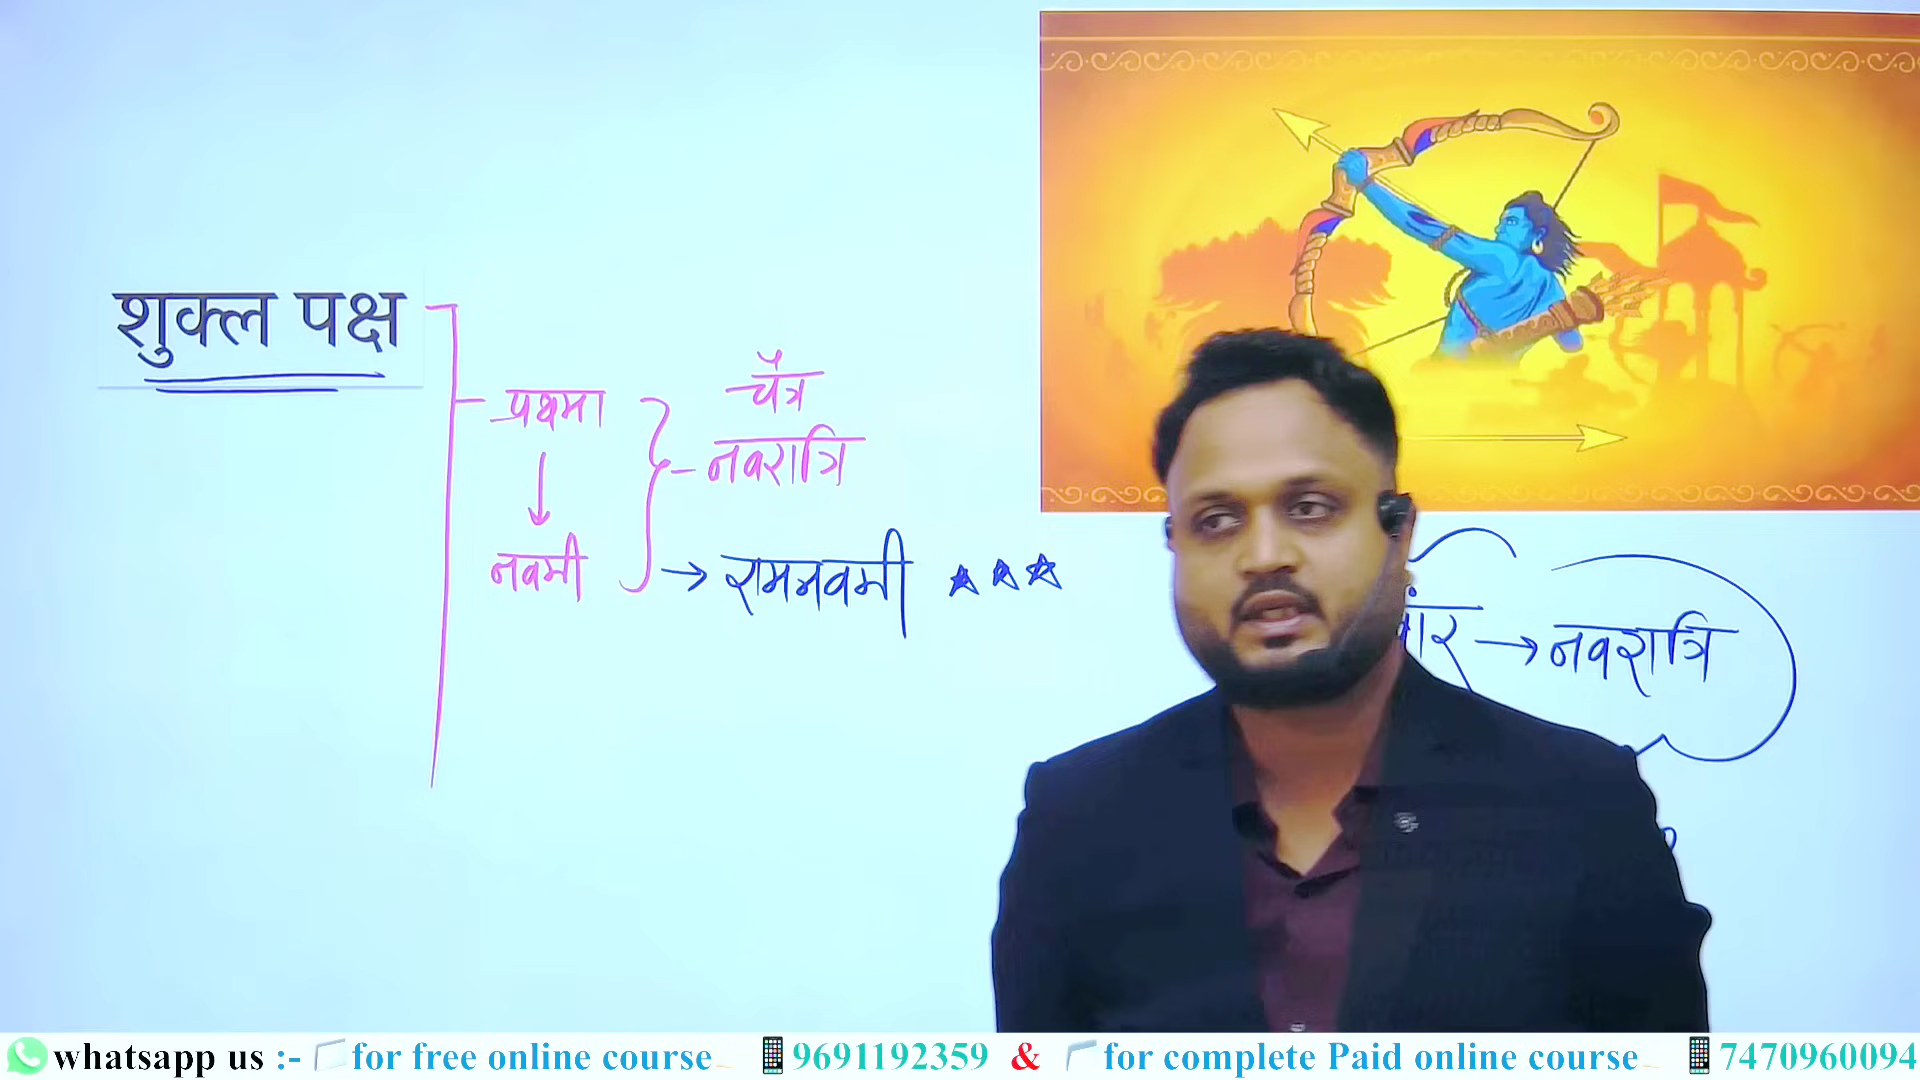 शुक्ल पक्ष
प्रथमा
चैत्र
नवरात्रि
नवमी → रामनवमी
→ नवरात्रि
whatsapp us :- for free online course 9691192359 & for complete Paid online course 7470960094